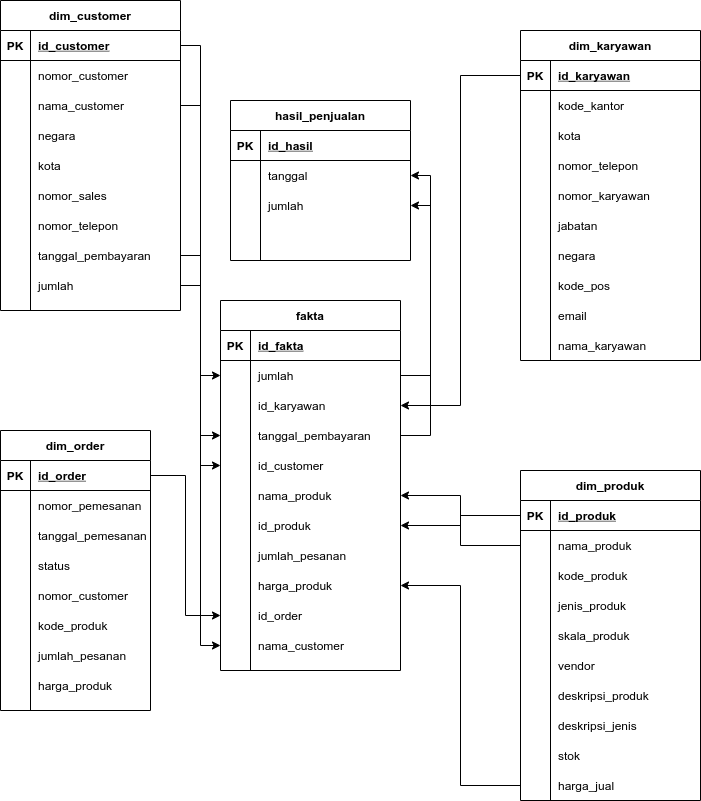 dim_customer
PK id_customer
nomor_customer
nama_customer
negara
kota
nomor_sales
nomor_telepon
tanggal_pembayaran
jumlah
hasil_penjualan
PK id_hasil
tanggal
jumlah
dim_karyawan
PK id_karyawan
kode_kantor
kota
nomor_telepon
nomor_karyawan
jabatan
negara
kode_pos
email
nama_karyawan
fakta
PK id_fakta
jumlah
id_karyawan
tanggal_pembayaran
id_customer
nama_produk
id_produk
jumlah_pesanan
harga_produk
id_order
nama_customer
dim_order
PK id_order
nomor_pemesanan
tanggal_pemesanan
status
nomor_customer
kode_produk
jumlah_pesanan
harga_produk
dim_produk
PK id_produk
nama_produk
kode_produk
jenis_produk
skala_produk
vendor
deskripsi_produk
deskripsi_jenis
stok
harga_jual